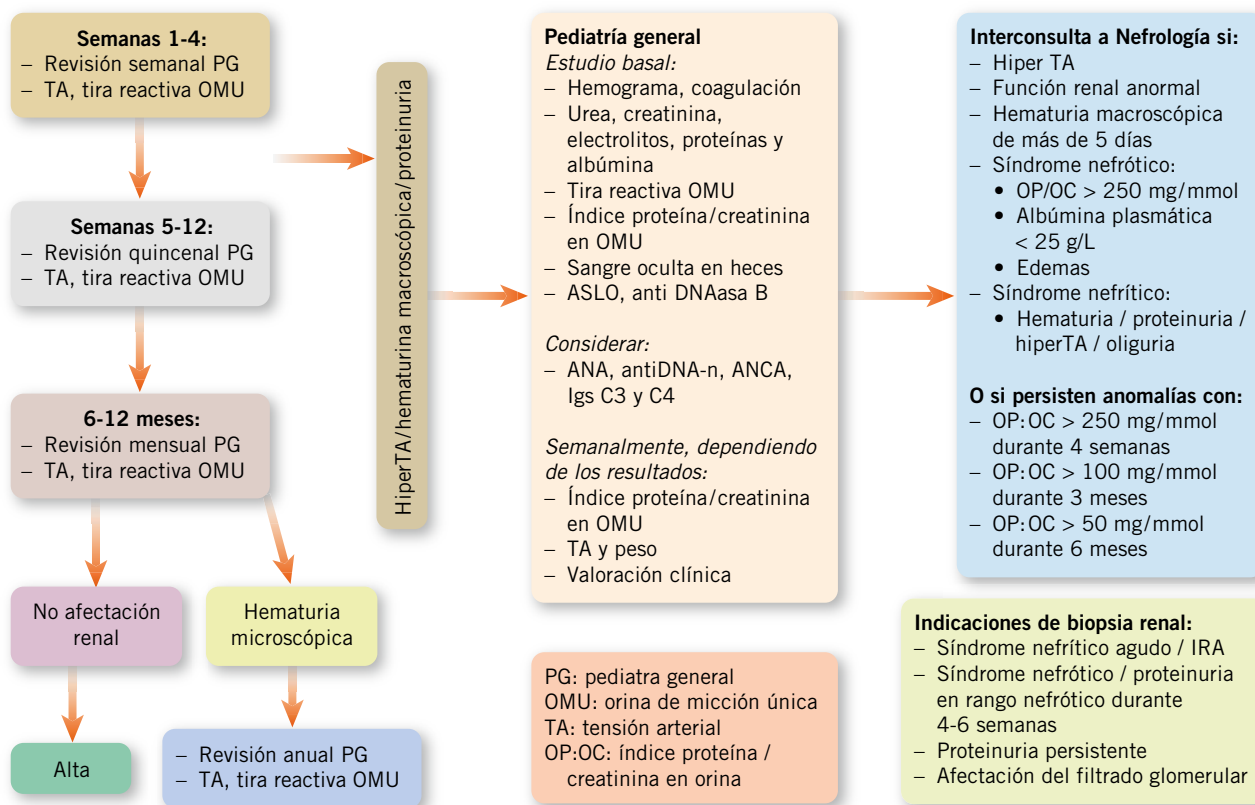 Semanas 1-4:
– Revisión semanal PG
– TA, tira reactiva OMU
Semanas 5-12:
– Revisión quincenal PG
– TA, tira reactiva OMU
6-12 meses:
– Revisión mensual PG
– TA, tira reactiva OMU
No afectación
renal
Hematuria
microscópica
Alta
– Revisión anual PG
– TA, tira reactiva OMU
HiperTA/hematurina macroscópica/proteinuria
Pediatría general
Estudio basal:
– Hemograma, coagulación
– Urea, creatinina,
electrolitos, proteínas y
albúmina
– Tira reactiva OMU
– Índice proteína/creatinina
en OMU
– Sangre oculta en heces
– ASLO, anti DNAasa B
Considerar:
– ANA, antiDNA-n, ANCA,
Igs C3 y C4
Semanalmente, dependiendo
de los resultados:
– Índice proteína/creatinina
en OMU
– TA y peso
– Valoración clínica
PG: pediatra general
OMU: orina de micción única
TA: tensión arterial
OP:OC: índice proteína /
creatinina en orina
Interconsulta a Nefrología si:
– Hiper TA
– Función renal anormal
– Hematuria macroscópica
de más de 5 días
– Síndrome nefrótico:
• OP/OC > 250 mg/mmol
• Albúmina plasmática
< 25 g/L
• Edemas
– Síndrome nefrítico:
• Hematuria / proteinuria /
hiperTA / oliguria
O si persisten anomalías con:
– OP:OC > 250 mg/mmol
durante 4 semanas
– OP:OC > 100 mg/mmol
durante 3 meses
– OP:OC > 50 mg/mmol
durante 6 meses
Indicaciones de biopsia renal:
– Síndrome nefrítico agudo / IRA
– Síndrome nefrótico / proteinuria
en rango nefrótico durante
4-6 semanas
– Proteinuria persistente
– Afectación del filtrado glomerular